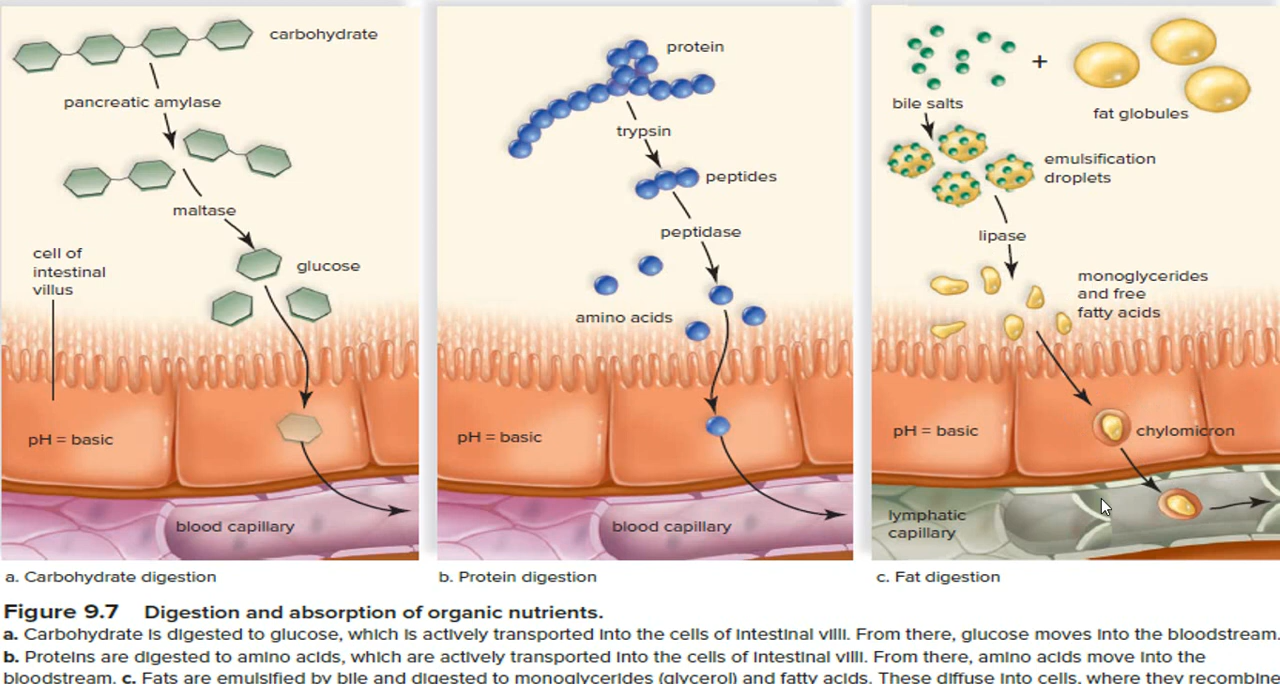 carbohydrate
pancreatic amylase
maltase
cell of
intestinal
villus
glucose
pH = basic
blood capillary
a. Carbohydrate digestion
protein
trypsin
peptides
peptidase
amino acids
pH = basic
blood capillary
b. Protein digestion
+
bile salts
fat globules
emulsification
droplets
lipase
monoglycerides
and free
fatty acids
pH = basic
chylomicron
lymphatic
capillary
c. Fat digestion
Figure 9.7 Digestion and absorption of organic nutrients.
a. Carbohydrate is digested to glucose, which is actively transported into the cells of intestinal villi. From there, glucose moves into the bloodstream.
b. Proteins are digested to amino acids, which are actively transported into the cells of intestinal villi. From there, amino acids move into the
bloodstream. c. Fats are emulsified by bile and digested to monoglycerides (glycerol) and fatty acids. These diffuse into cells, where they recombine